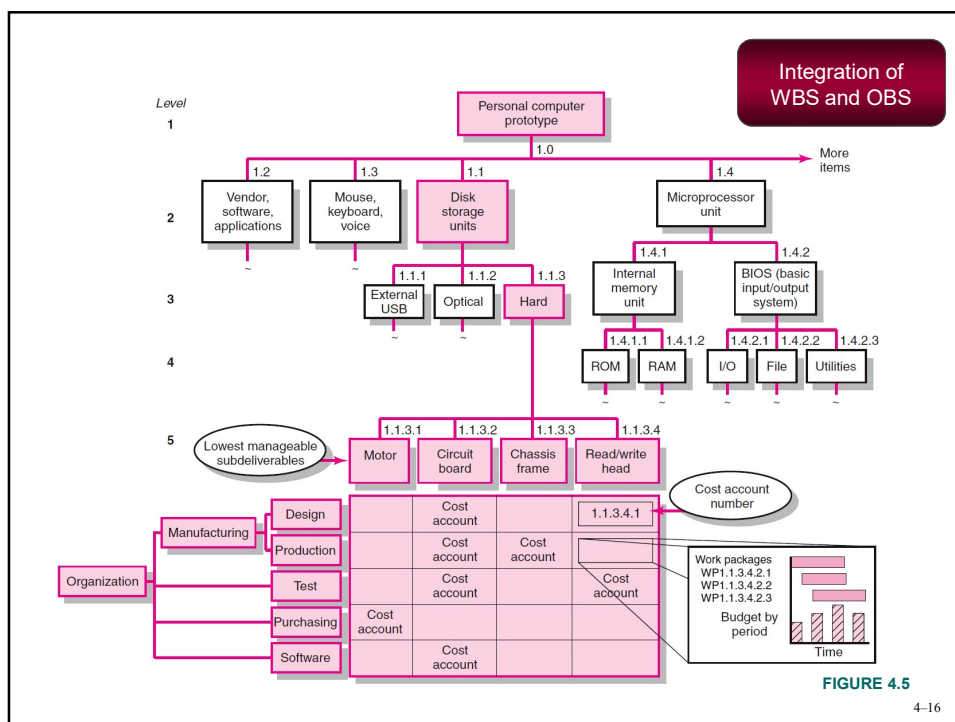 Integration of
WBS and OBS
Level
1
Personal computer
prototype
1.0
More
items
1.2
1.3
1.1
1.4
2
Vendor,
software,
applications
Mouse,
keyboard,
voice
Disk
storage
units
Microprocessor
unit
~
~
1.4.1
1.4.2
1.1.1
1.1.2
1.1.3
3
External
USB
Optical
Hard
Internal
memory
unit
BIOS (basic
input/output
system)
~
~
1.4.1.1
1.4.1.2
1.4.2.1
1.4.2.2
1.4.2.3
4
ROM
RAM
I/O
File
Utilities
~
~
~
~
~
5
1.1.3.1
1.1.3.2
1.1.3.3
1.1.3.4
Lowest manageable
subdeliverables
Motor
Circuit
board
Chassis
frame
Read/write
head
Cost account
number
Organization
Manufacturing
Design
Cost
account
1.1.3.4.1
Production
Cost
account
Cost
account
Test
Cost
account
Cost
account
Purchasing
Cost
account
Software
Cost
account
Work packages
WP1.1.3.4.2.1
WP1.1.3.4.2.2
WP1.1.3.4.2.3
Budget by
period
Time
FIGURE 4.5
4–16